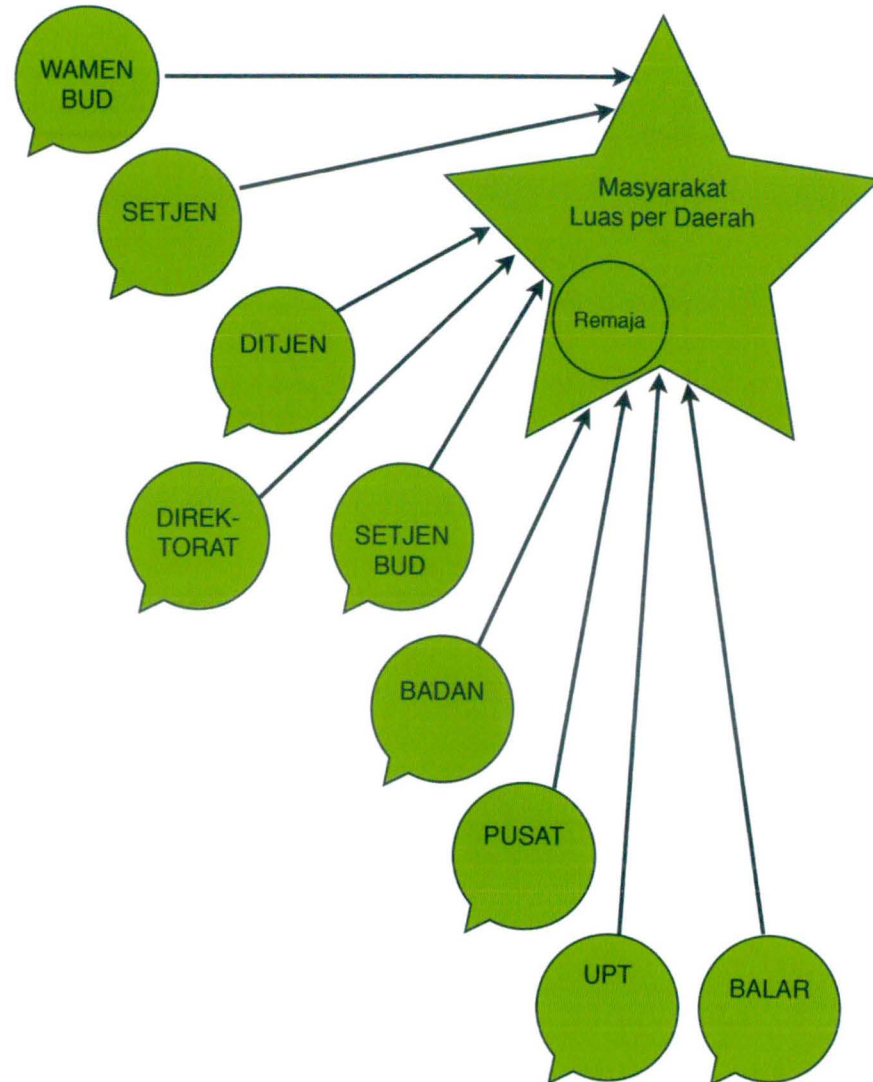 WAMEN
BUD
SETJEN
Masyarakat
Luas per Daerah
Remaja
DITJEN
DIREK-
TORAT
SETJEN
BUD
BADAN
PUSAT
UPT
BALAR